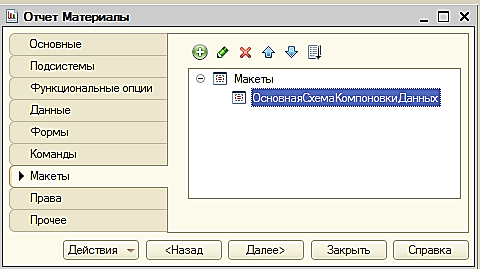 Отчет Материалы
Основные
Подсистемы
Функциональные опции
Данные
Формы
Команды
Макеты
Права
Прочее
Макеты
ОсновнаяСхемаКомпоновкиДанных
Действия
<Назад
Далее>
Закрыть
Справка